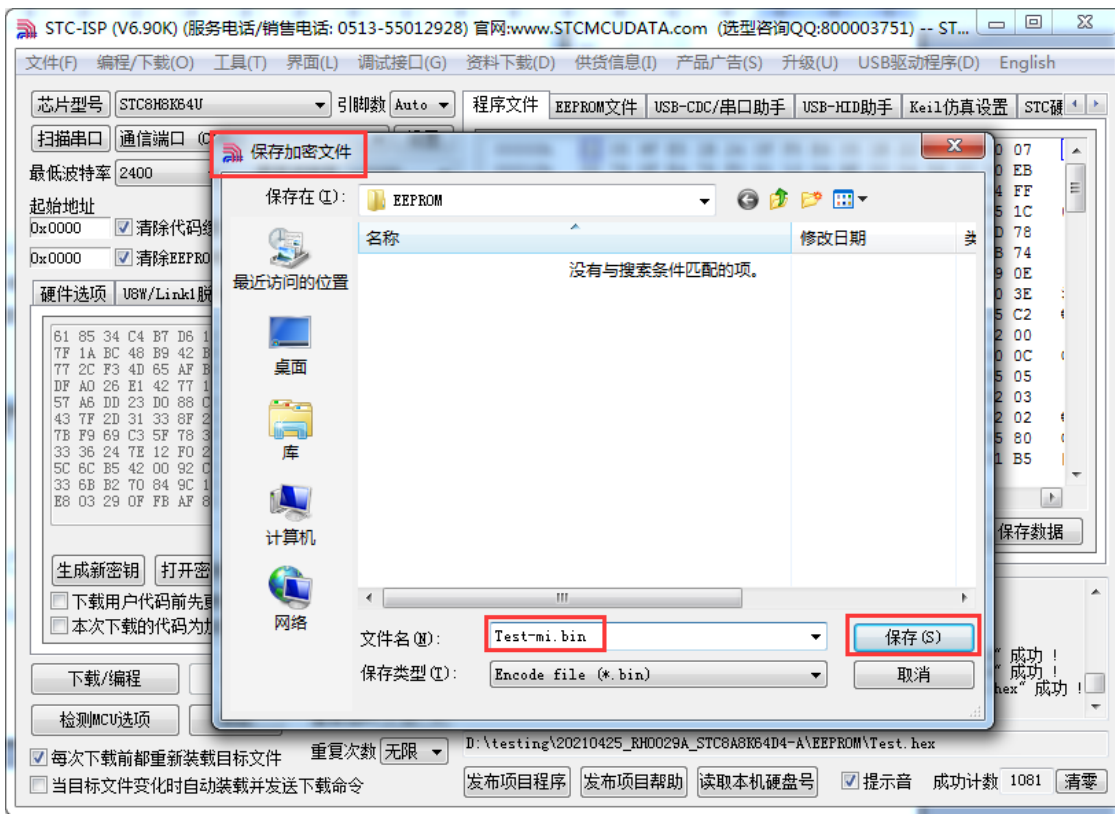 STC-ISP (V6.90K) (服务电话/销售电话: 0513-55012928) 官网:www.STCMCUDATA.com (选型咨询QQ:800003751) -- ST...
文件(F) 编程/下载(O) 工具(T) 界面(L) 调试接口(G) 资料下载(D) 供货信息(I) 产品广告(S) 升级(U) USB驱动程序(D) English
芯片型号 STC8H8K64U 引脚数 Auto 程序文件 EEPROM文件 USB-CDC/串口助手 USB-HID助手 Keil仿真设置 STC硬
扫描串口 通信端口 (C
保存加密文件
07
最低波特率 2400
EB
保存在(I): EEPROM
FF
起始地址
1C
0x0000 清除代码缓
名称 修改日期 类
78
74
0x0000 清除EEPRO
没有与搜索条件匹配的项。
0E
最近访问的位置
硬件选项 U8W/Link1脱
3E
C2
61 85 34 C4 B7 D6 1
00
7F 1A BC 48 B9 42 B
0C
77 2C F3 4D 65 AF B
桌面
DF A0 26 E1 42 77 1
05
57 A6 DD 23 D0 88 C
03
43 7F 2D 31 33 8F 2
02
7B F9 69 C3 5F 78 3
80
33 36 24 7E 12 F0 2
库
B5
5C 6C B5 42 00 92 C
33 6B B2 70 84 9C 1
E8 03 29 0F FB AF 8
计算机
保存数据
生成新密钥 打开密
下载用户代码前先更
网络
本次下载的代码为加
文件名(N): Test-mi.bin 保存(S)
" 成功 !
保存类型(T): Encode file (*.bin) 取消
" 成功 !
hex" 成功 !
下载/编程
检测MCU选项
每次下载前都重新装载目标文件 重复次数 无限
D:\testing\20210425_RH0029A_STC8A8K64D4-A\EEPROM\Test.hex
当目标文件变化时自动装载并发送下载命令
发布项目程序 发布项目帮助 读取本机硬盘号 提示音 成功计数 1081 清零